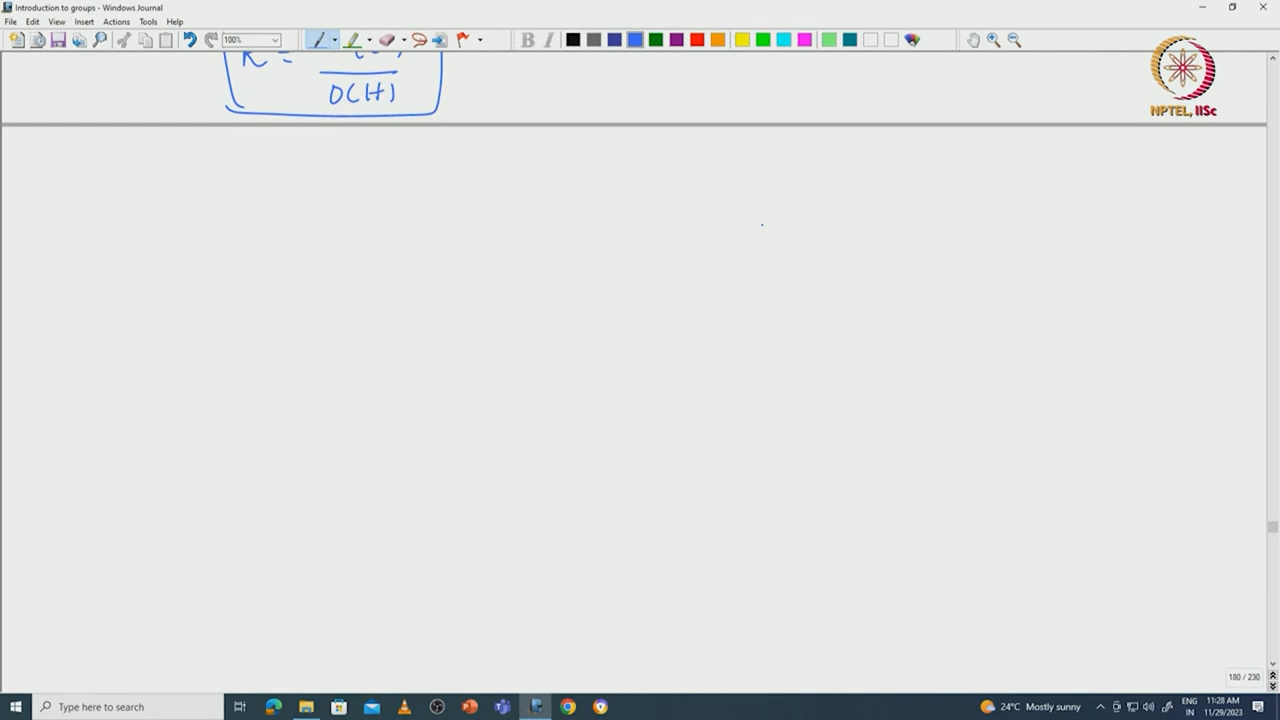 Introduction to groups - Windows Journal
File Edit View Insert Actions Tools Help
100%
B I
O(H)
NPTEL, IISc
180 / 230
Type here to search
24°C Mostly sunny
ENG
IN
11:28 AM
11/29/2023